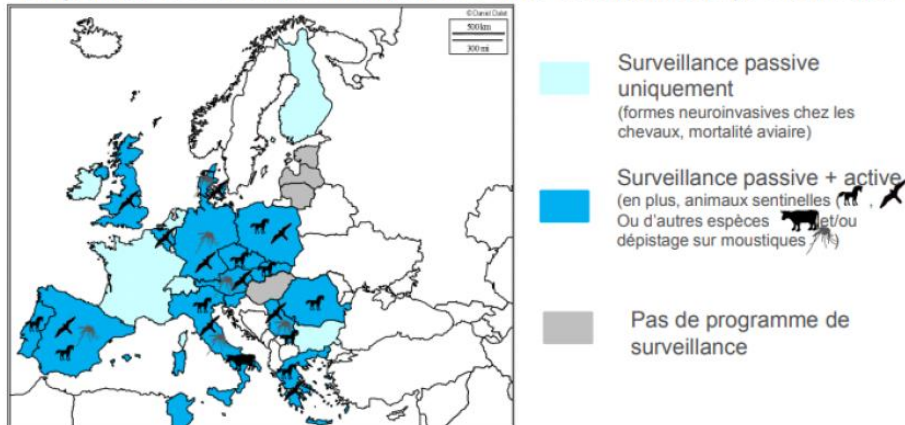 © Daniel Dalet
500 km
300 mi
Surveillance passive
uniquement
(formes neuroinvasives chez les
chevaux, mortalité aviaire)
Surveillance passive + active
(en plus, animaux sentinelles ( ,
Ou d'autres espèces et/ou
dépistage sur moustiques )
Pas de programme de
surveillance